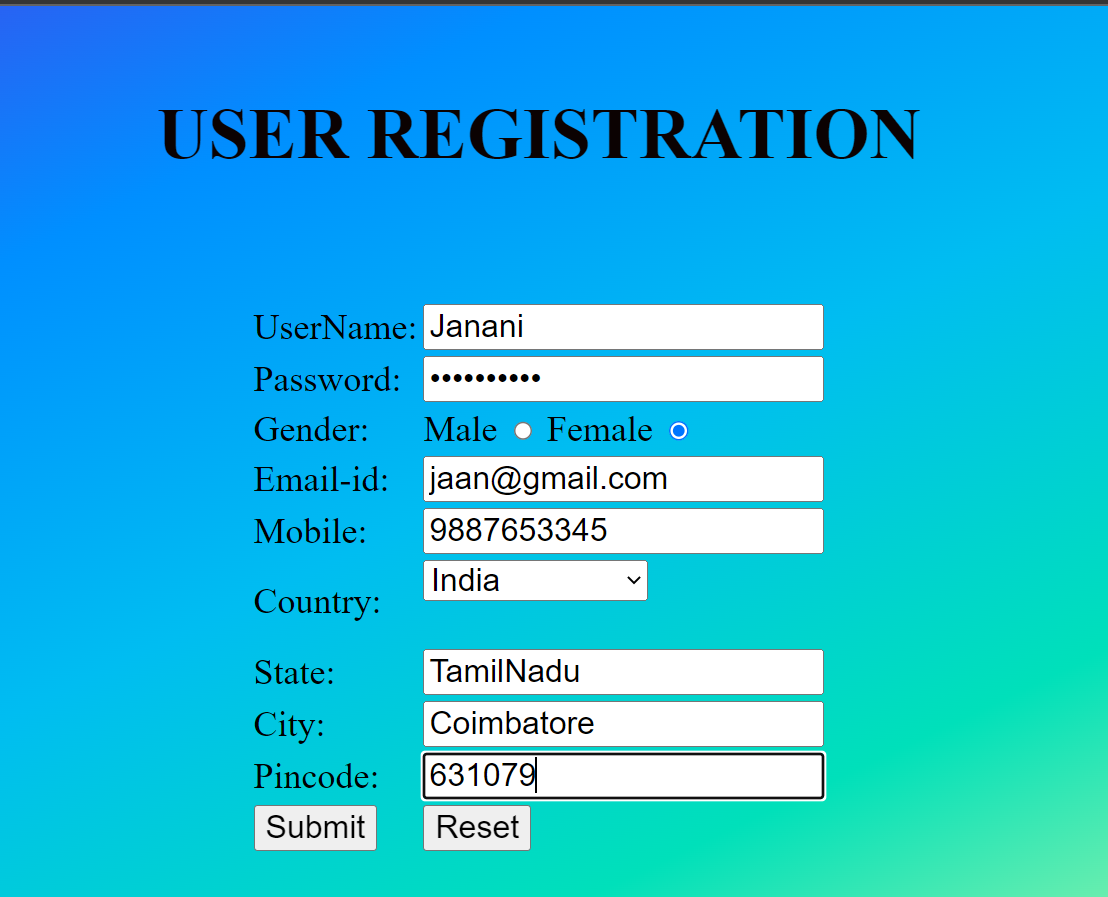 USER REGISTRATION
UserName: Janani
Password: ••••••••••
Gender: Male Female
Email-id: jaan@gmail.com
Mobile: 9887653345
Country: India
State: TamilNadu
City: Coimbatore
Pincode: 631079
Submit Reset